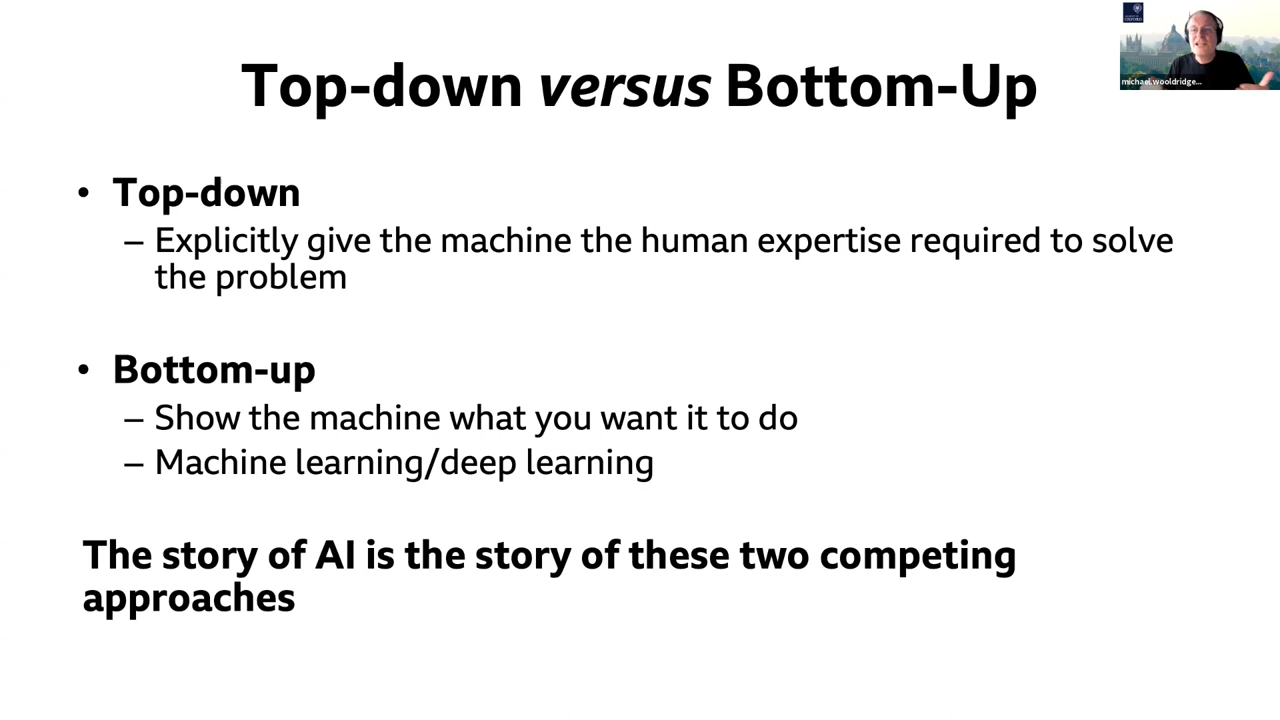 Top-down versus Bottom-Up
michael.wooldridge...
• Top-down
– Explicitly give the machine the human expertise required to solve
the problem
• Bottom-up
– Show the machine what you want it to do
– Machine learning/deep learning
The story of AI is the story of these two competing
approaches